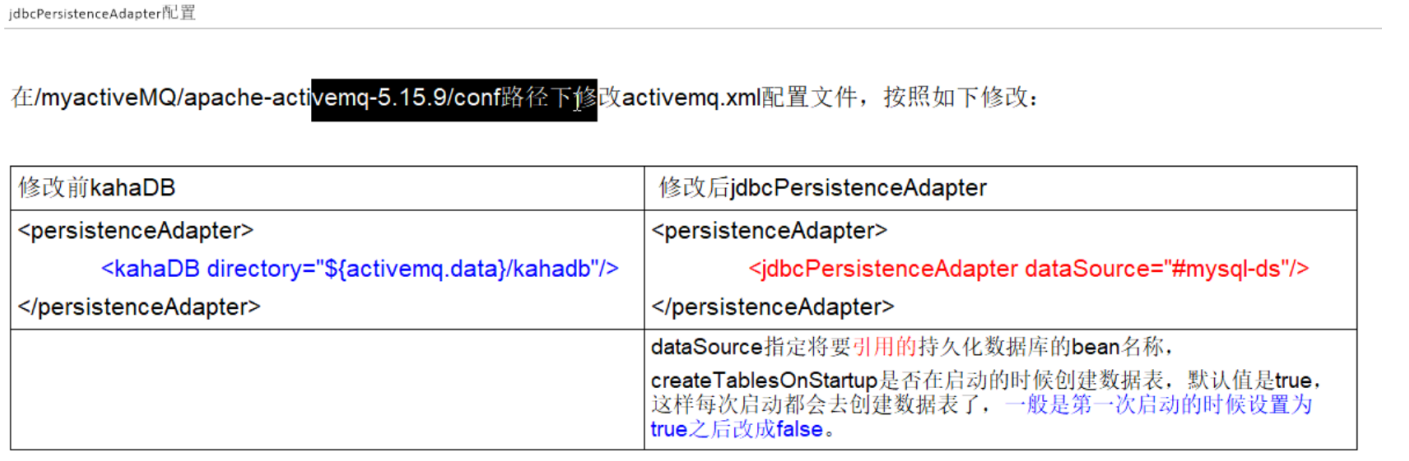 jdbcPersistenceAdapter配置
在/myactiveMQ/apache-activemq-5.15.9/conf路径下修改activemq.xml配置文件，按照如下修改：
修改前kahaDB
修改后jdbcPersistenceAdapter
<persistenceAdapter>
<kahaDB directory="${activemq.data}/kahadb"/>
</persistenceAdapter>
<persistenceAdapter>
<jdbcPersistenceAdapter dataSource="#mysql-ds"/>
</persistenceAdapter>
dataSource指定将要引用的持久化数据库的bean名称，
createTablesOnStartup是否在启动的时候创建数据表，默认值是true，
这样每次启动都会去创建数据表了，一般是第一次启动的时候设置为
true之后改成false。